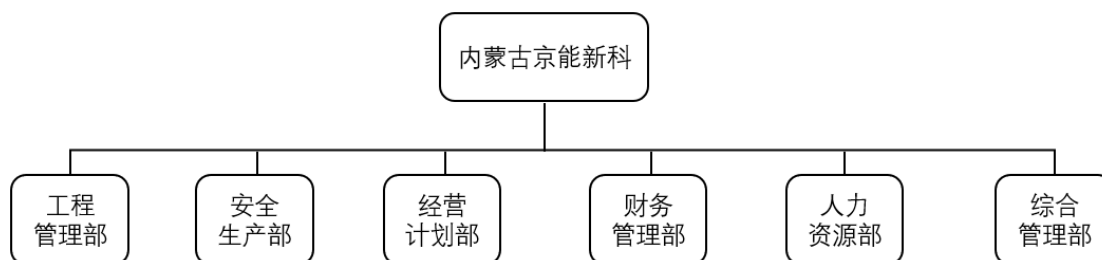 内蒙古京能新科
工程
管理部
安全
生产部
经营
计划部
财务
管理部
人力
资源部
综合
管理部